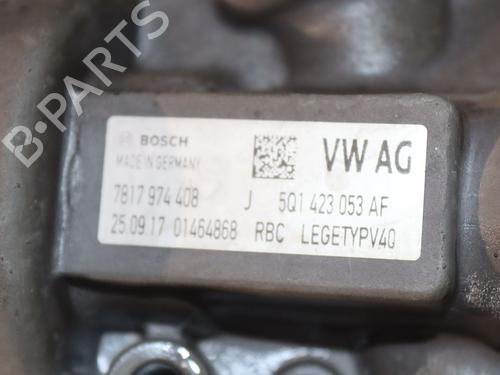 B-PARTS
BOSCH
MADE IN GERMANY
VW AG
7817 974 408 J 5Q1 423 053 AF
25.09.17 01464868 RBC LEGETYPV4Q